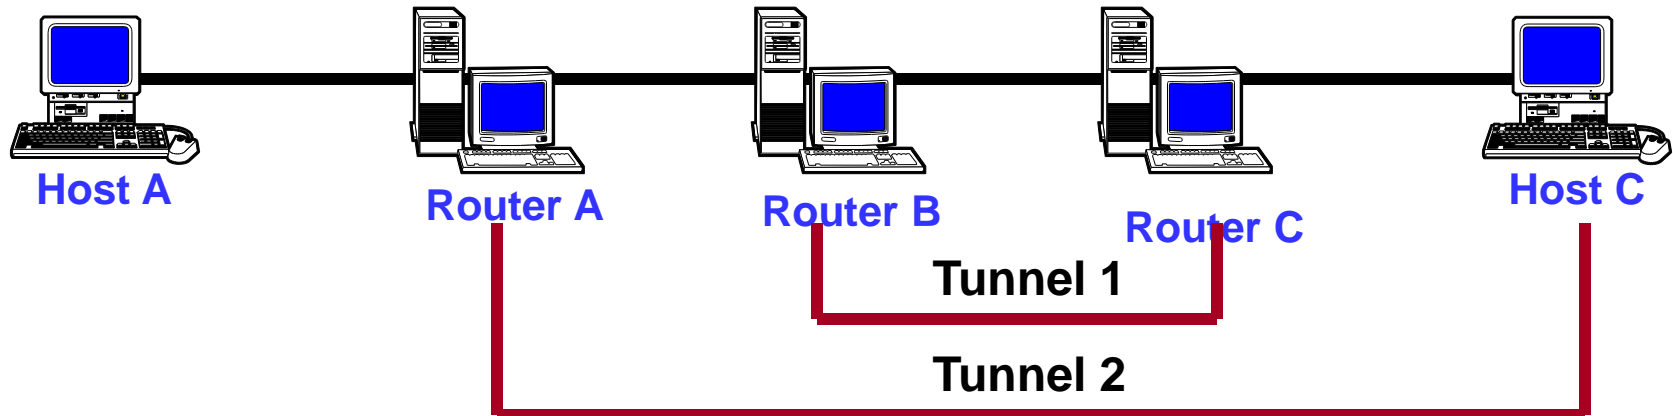 Host A
Router A
Router B
Router C
Host C
Tunnel 1
Tunnel 2